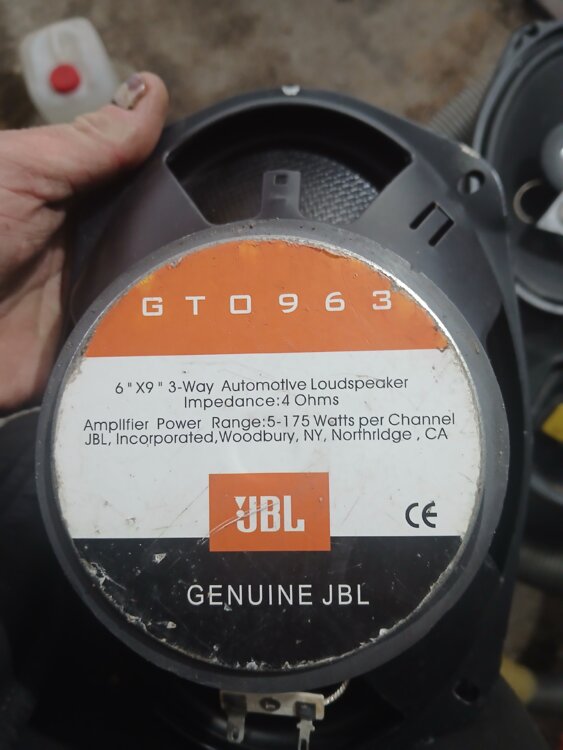 GTO963
6"X9" 3-Way Automotive Loudspeaker
Impedance:4 Ohms
Amplifier Power Range:5-175 Watts per Channel
JBL, Incorporated,Woodbury, NY, Northridge , CA
JBL
CE
GENUINE JBL